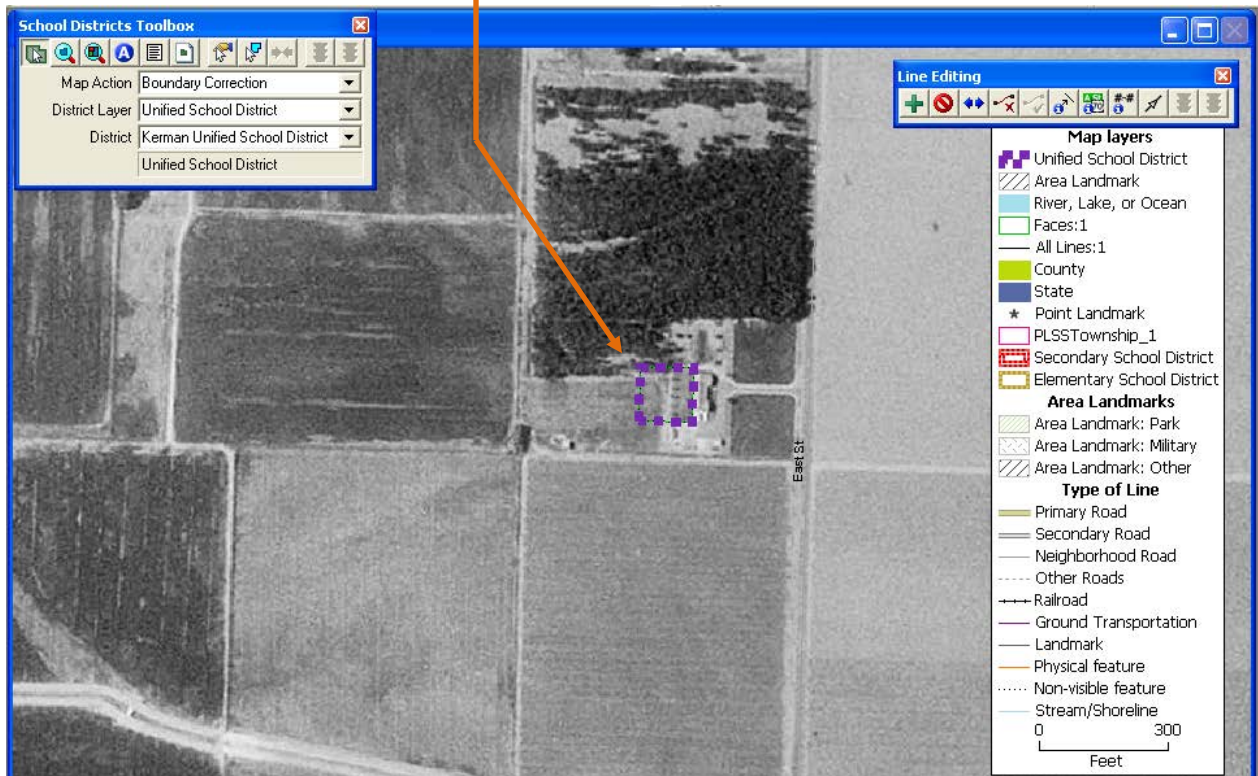 School Districts Toolbox
Map Action Boundary Correction
District Layer Unified School District
District Kerman Unified School District
Unified School District
Line Editing
Map layers
Unified School District
Area Landmark
River, Lake, or Ocean
Faces:1
All Lines:1
County
State
Point Landmark
PLSSTownship_1
Secondary School District
Elementary School District
Area Landmarks
Area Landmark: Park
Area Landmark: Military
Area Landmark: Other
Type of Line
Primary Road
Secondary Road
Neighborhood Road
Other Roads
Railroad
Ground Transportation
Landmark
Physical feature
Non-visible feature
Stream/Shoreline
0 300
Feet
East St